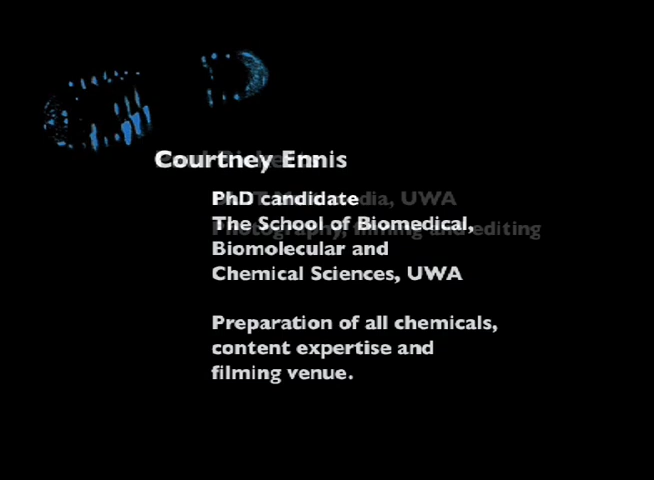 Courtney Ennis
PhD candidate
The School of Biomedical,
Biomolecular and
Chemical Sciences, UWA
Preparation of all chemicals,
content expertise and
filming venue.